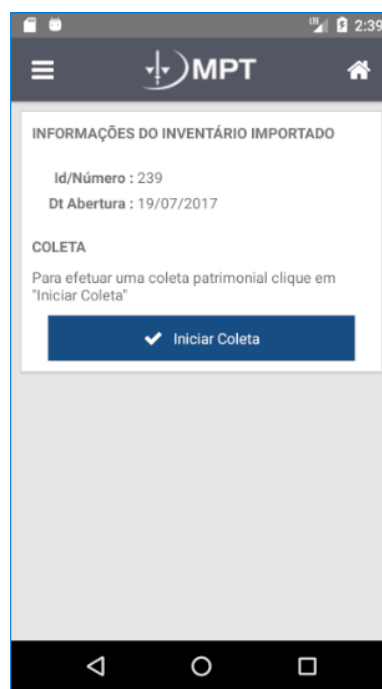 2:39
MPT
INFORMAÇÕES DO INVENTÁRIO IMPORTADO
Id/Número : 239
Dt Abertura : 19/07/2017
COLETA
Para efetuar uma coleta patrimonial clique em
"Iniciar Coleta"
Iniciar Coleta